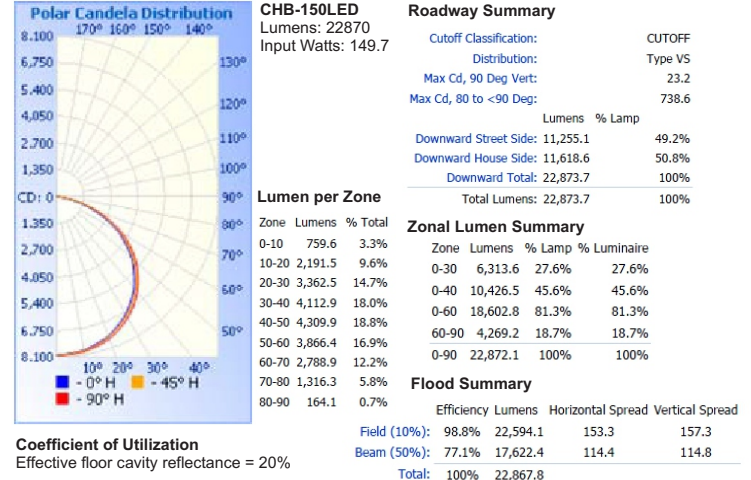 Polar Candela Distribution
8.100 170° 160° 150° 140°
6,750 130°
5.400 120°
4,050 110°
2.700 100°
1,350
CD: 0 90°
1.350 80°
2,700 70°
4.050 60°
5,400
6.750 50°
8.100
10° 20° 30° 40°
- 0° H - 45° H
- 90° H
Coefficient of Utilization
Effective floor cavity reflectance = 20%
CHB-150LED
Lumens: 22870
Input Watts: 149.7
Lumen per Zone
Zone Lumens % Total
0-10 759.6 3.3%
10-20 2,191.5 9.6%
20-30 3,362.5 14.7%
30-40 4,112.9 18.0%
40-50 4,309.9 18.8%
50-60 3,866.4 16.9%
60-70 2,788.9 12.2%
70-80 1,316.3 5.8%
80-90 164.1 0.7%
Roadway Summary
Cutoff Classification: CUTOFF
Distribution: Type VS
Max Cd, 90 Deg Vert: 23.2
Max Cd, 80 to <90 Deg: 738.6
Lumens % Lamp
Downward Street Side: 11,255.1 49.2%
Downward House Side: 11,618.6 50.8%
Downward Total: 22,873.7 100%
Total Lumens: 22,873.7 100%
Zonal Lumen Summary
Zone Lumens % Lamp % Luminaire
0-30 6,313.6 27.6% 27.6%
0-40 10,426.5 45.6% 45.6%
0-60 18,602.8 81.3% 81.3%
60-90 4,269.2 18.7% 18.7%
0-90 22,872.1 100% 100%
Flood Summary
Efficiency Lumens Horizontal Spread Vertical Spread
Field (10%): 98.8% 22,594.1 153.3 157.3
Beam (50%): 77.1% 17,622.4 114.4 114.8
Total: 100% 22.867.8